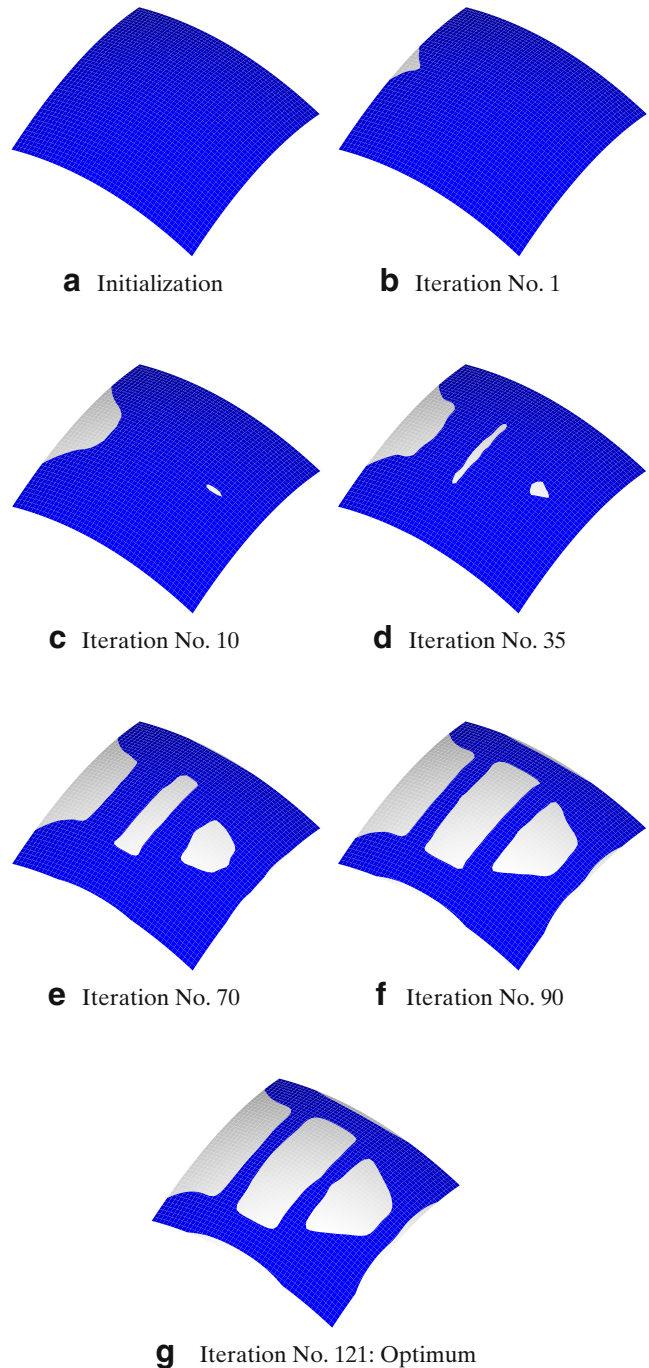 a Initialization
b Iteration No. 1
c Iteration No. 10
d Iteration No. 35
e Iteration No. 70
f Iteration No. 90
g Iteration No. 121: Optimum